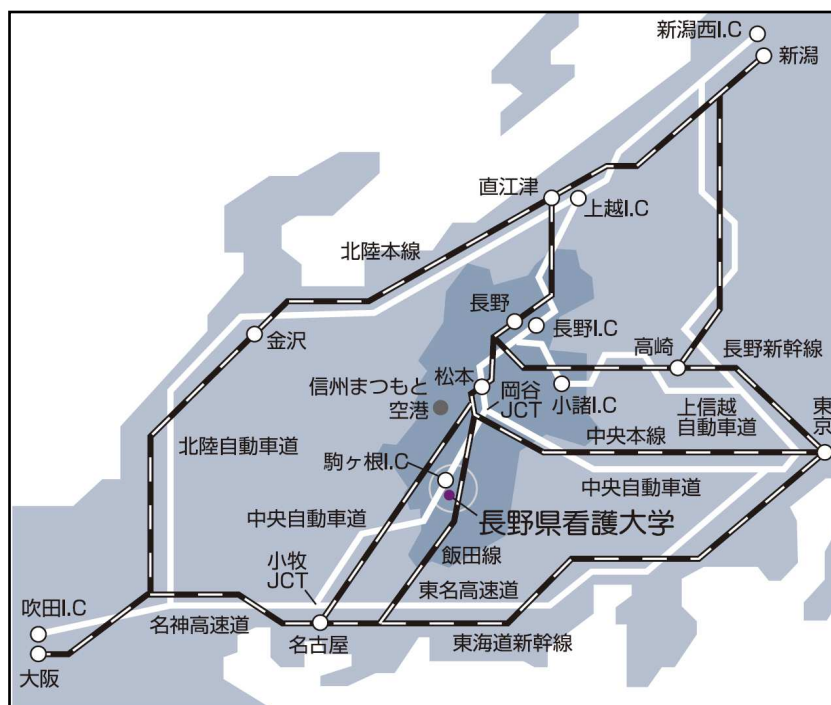 新潟西I.C
新潟
直江津
上越I.C
北陸本線
長野
長野I.C
金沢
高崎
長野新幹線
松本
岡谷
JCT
小諸I.C
信州まつもと
空港
上信越
自動車道
東京
北陸自動車道
中央本線
駒ヶ根I.C
中央自動車道
中央自動車道
長野県看護大学
飯田線
小牧
JCT
東名高速道
吹田I.C
名神高速道
名古屋
東海道新幹線
大阪